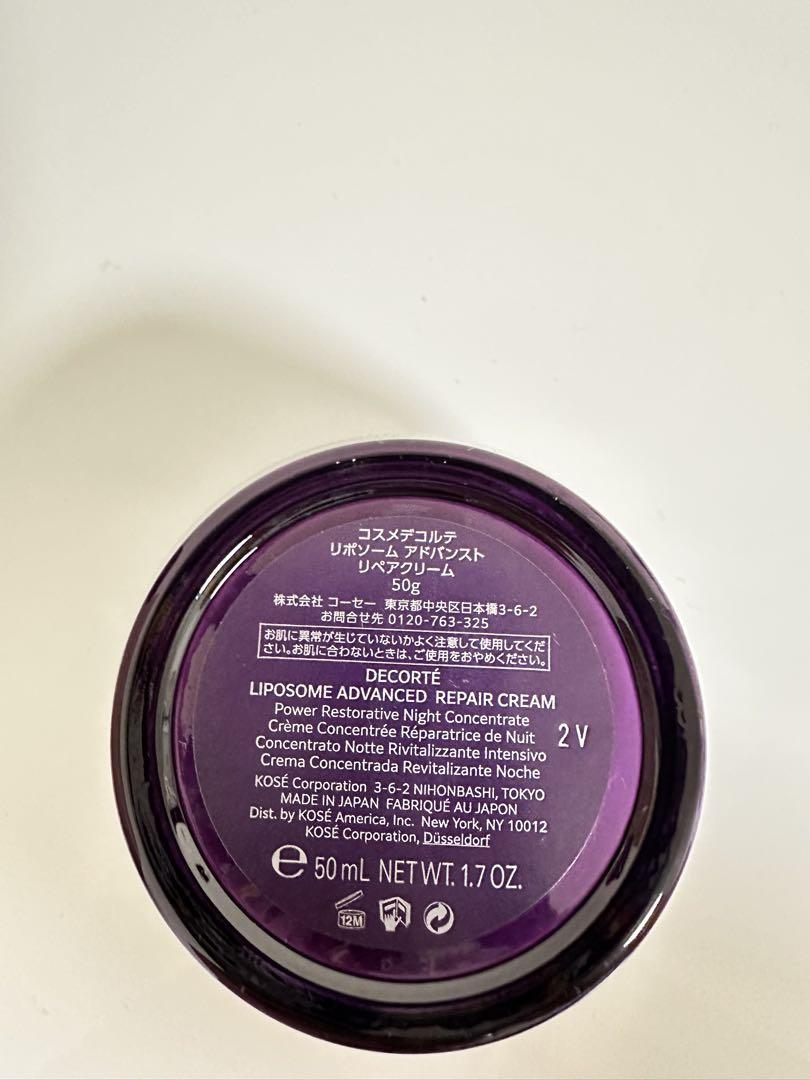 コスメデコルテ
リポソーム アドバンスト
リペアクリーム
50g
株式会社 コーセー 東京都中央区日本橋3-6-2
お問合せ先 0120-763-325
お肌に異常が生じていないかよく注意して使用してくだ
さい。お肌に合わないときは、ご使用をおやめください。
DECORTÉ
LIPOSOME ADVANCED REPAIR CREAM
Power Restorative Night Concentrate
Crème Concentrée Réparatrice de Nuit
2 V
Concentrato Notte Rivitalizzante Intensivo
Crema Concentrada Revitalizante Noche
KOSÉ Corporation 3-6-2 NIHONBASHI, TOKYO
MADE IN JAPAN FABRIQUÉ AU JAPON
Dist. by KOSÉ America, Inc. New York, NY 10012
KOSÉ Corporation, Düsseldorf
e 50 mL NET WT. 1.7 OZ.
12M